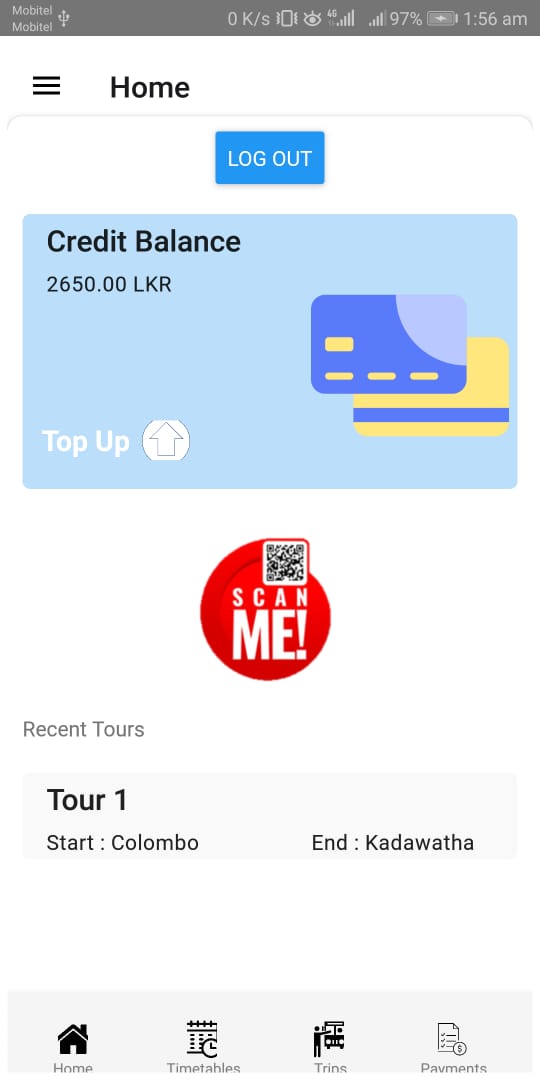 Mobitel
Mobitel
0 K/s 4G 97% 1:56 am
Home
LOG OUT
Credit Balance
2650.00 LKR
Top Up
SCAN
ME!
Recent Tours
Tour 1
Start : Colombo End : Kadawatha
Home Timetables Trips Payments